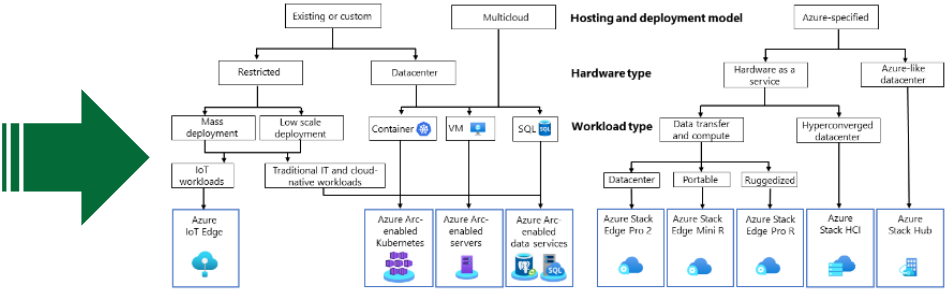 Existing or custom
Multicloud
Hosting and deployment model
Azure-specified
Restricted
Datacenter
Hardware type
Hardware as a
service
Azure-like
datacenter
Mass
deployment
Low scale
deployment
Container
VM
SQL
SQL
Workload type
Data transfer
and compute
Hyperconverged
datacenter
IoT
workloads
Traditional IT and cloud-
native workloads
Datacenter
Portable
Ruggedized
Azure
IoT Edge
Azure Arc-
enabled
Kubernetes
Azure Arc-
enabled
servers
Azure Arc-
enabled
data services
SQL
Azure Stack
Edge Pro 2
Azure Stack
Edge Mini R
Azure Stack
Edge Pro R
Azure
Stack HCI
Azure
Stack Hub